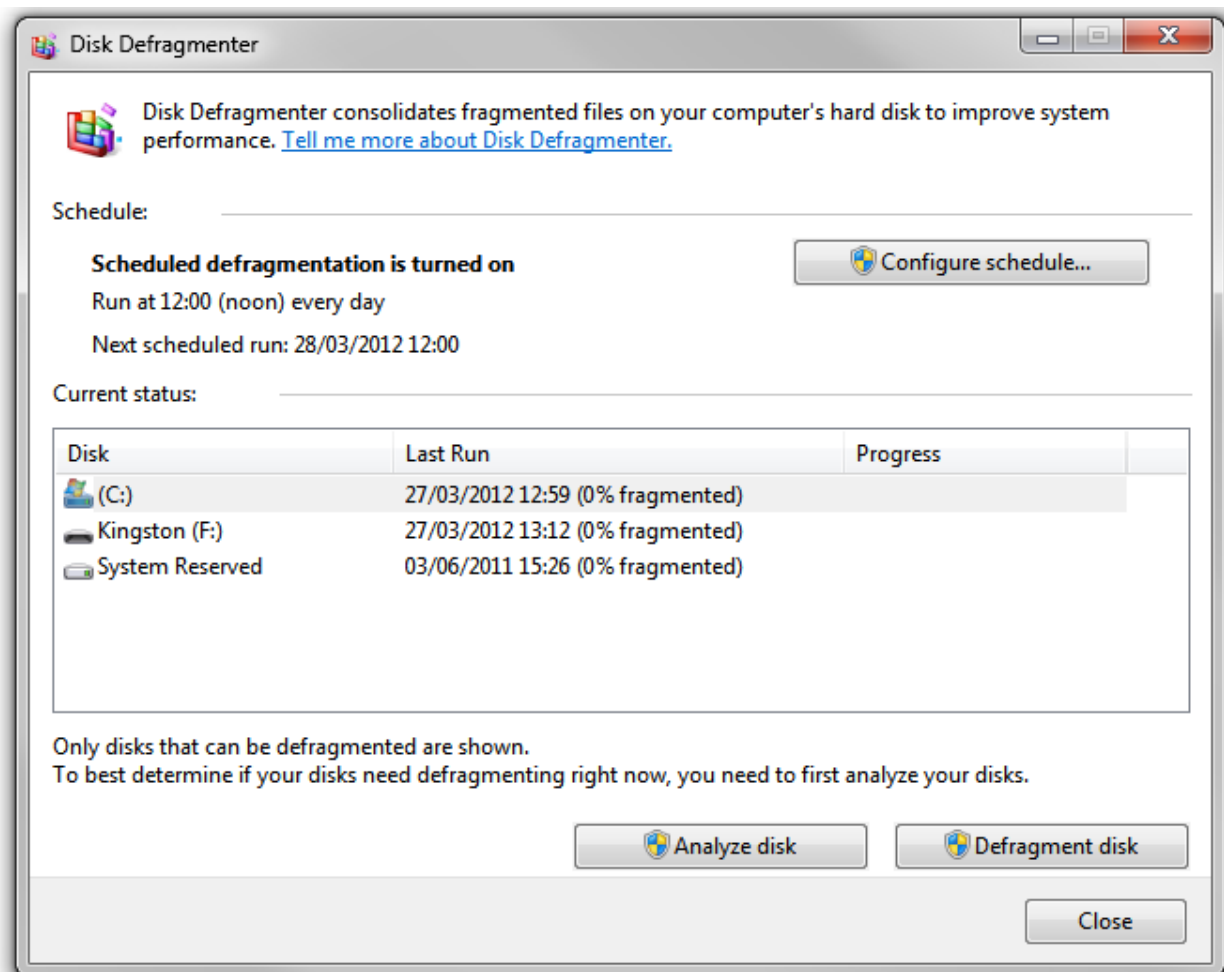 Disk Defragmenter
Disk Defragmenter consolidates fragmented files on your computer's hard disk to improve system
performance. Tell me more about Disk Defragmenter.
Schedule:
Scheduled defragmentation is turned on
Configure schedule...
Run at 12:00 (noon) every day
Next scheduled run: 28/03/2012 12:00
Current status:
Disk Last Run Progress
(C:) 27/03/2012 12:59 (0% fragmented)
Kingston (F:) 27/03/2012 13:12 (0% fragmented)
System Reserved 03/06/2011 15:26 (0% fragmented)
Only disks that can be defragmented are shown.
To best determine if your disks need defragmenting right now, you need to first analyze your disks.
Analyze disk Defragment disk
Close